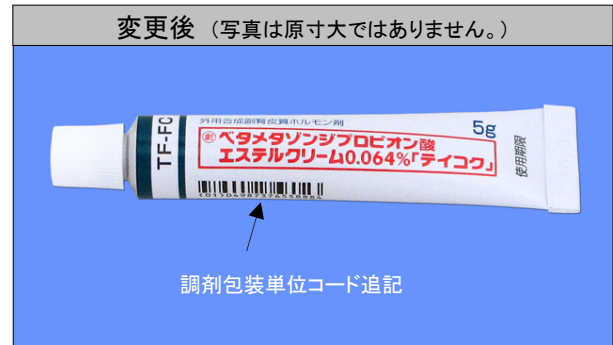 変更後 (写真は原寸大ではありません。)
TF-FC
外用合成副腎皮質ホルモン剤
5g
劇 ベタメタゾンジプロピオン酸
エステルクリーム0.064%「テイコク」
使用期限
調剤包装単位コード追記